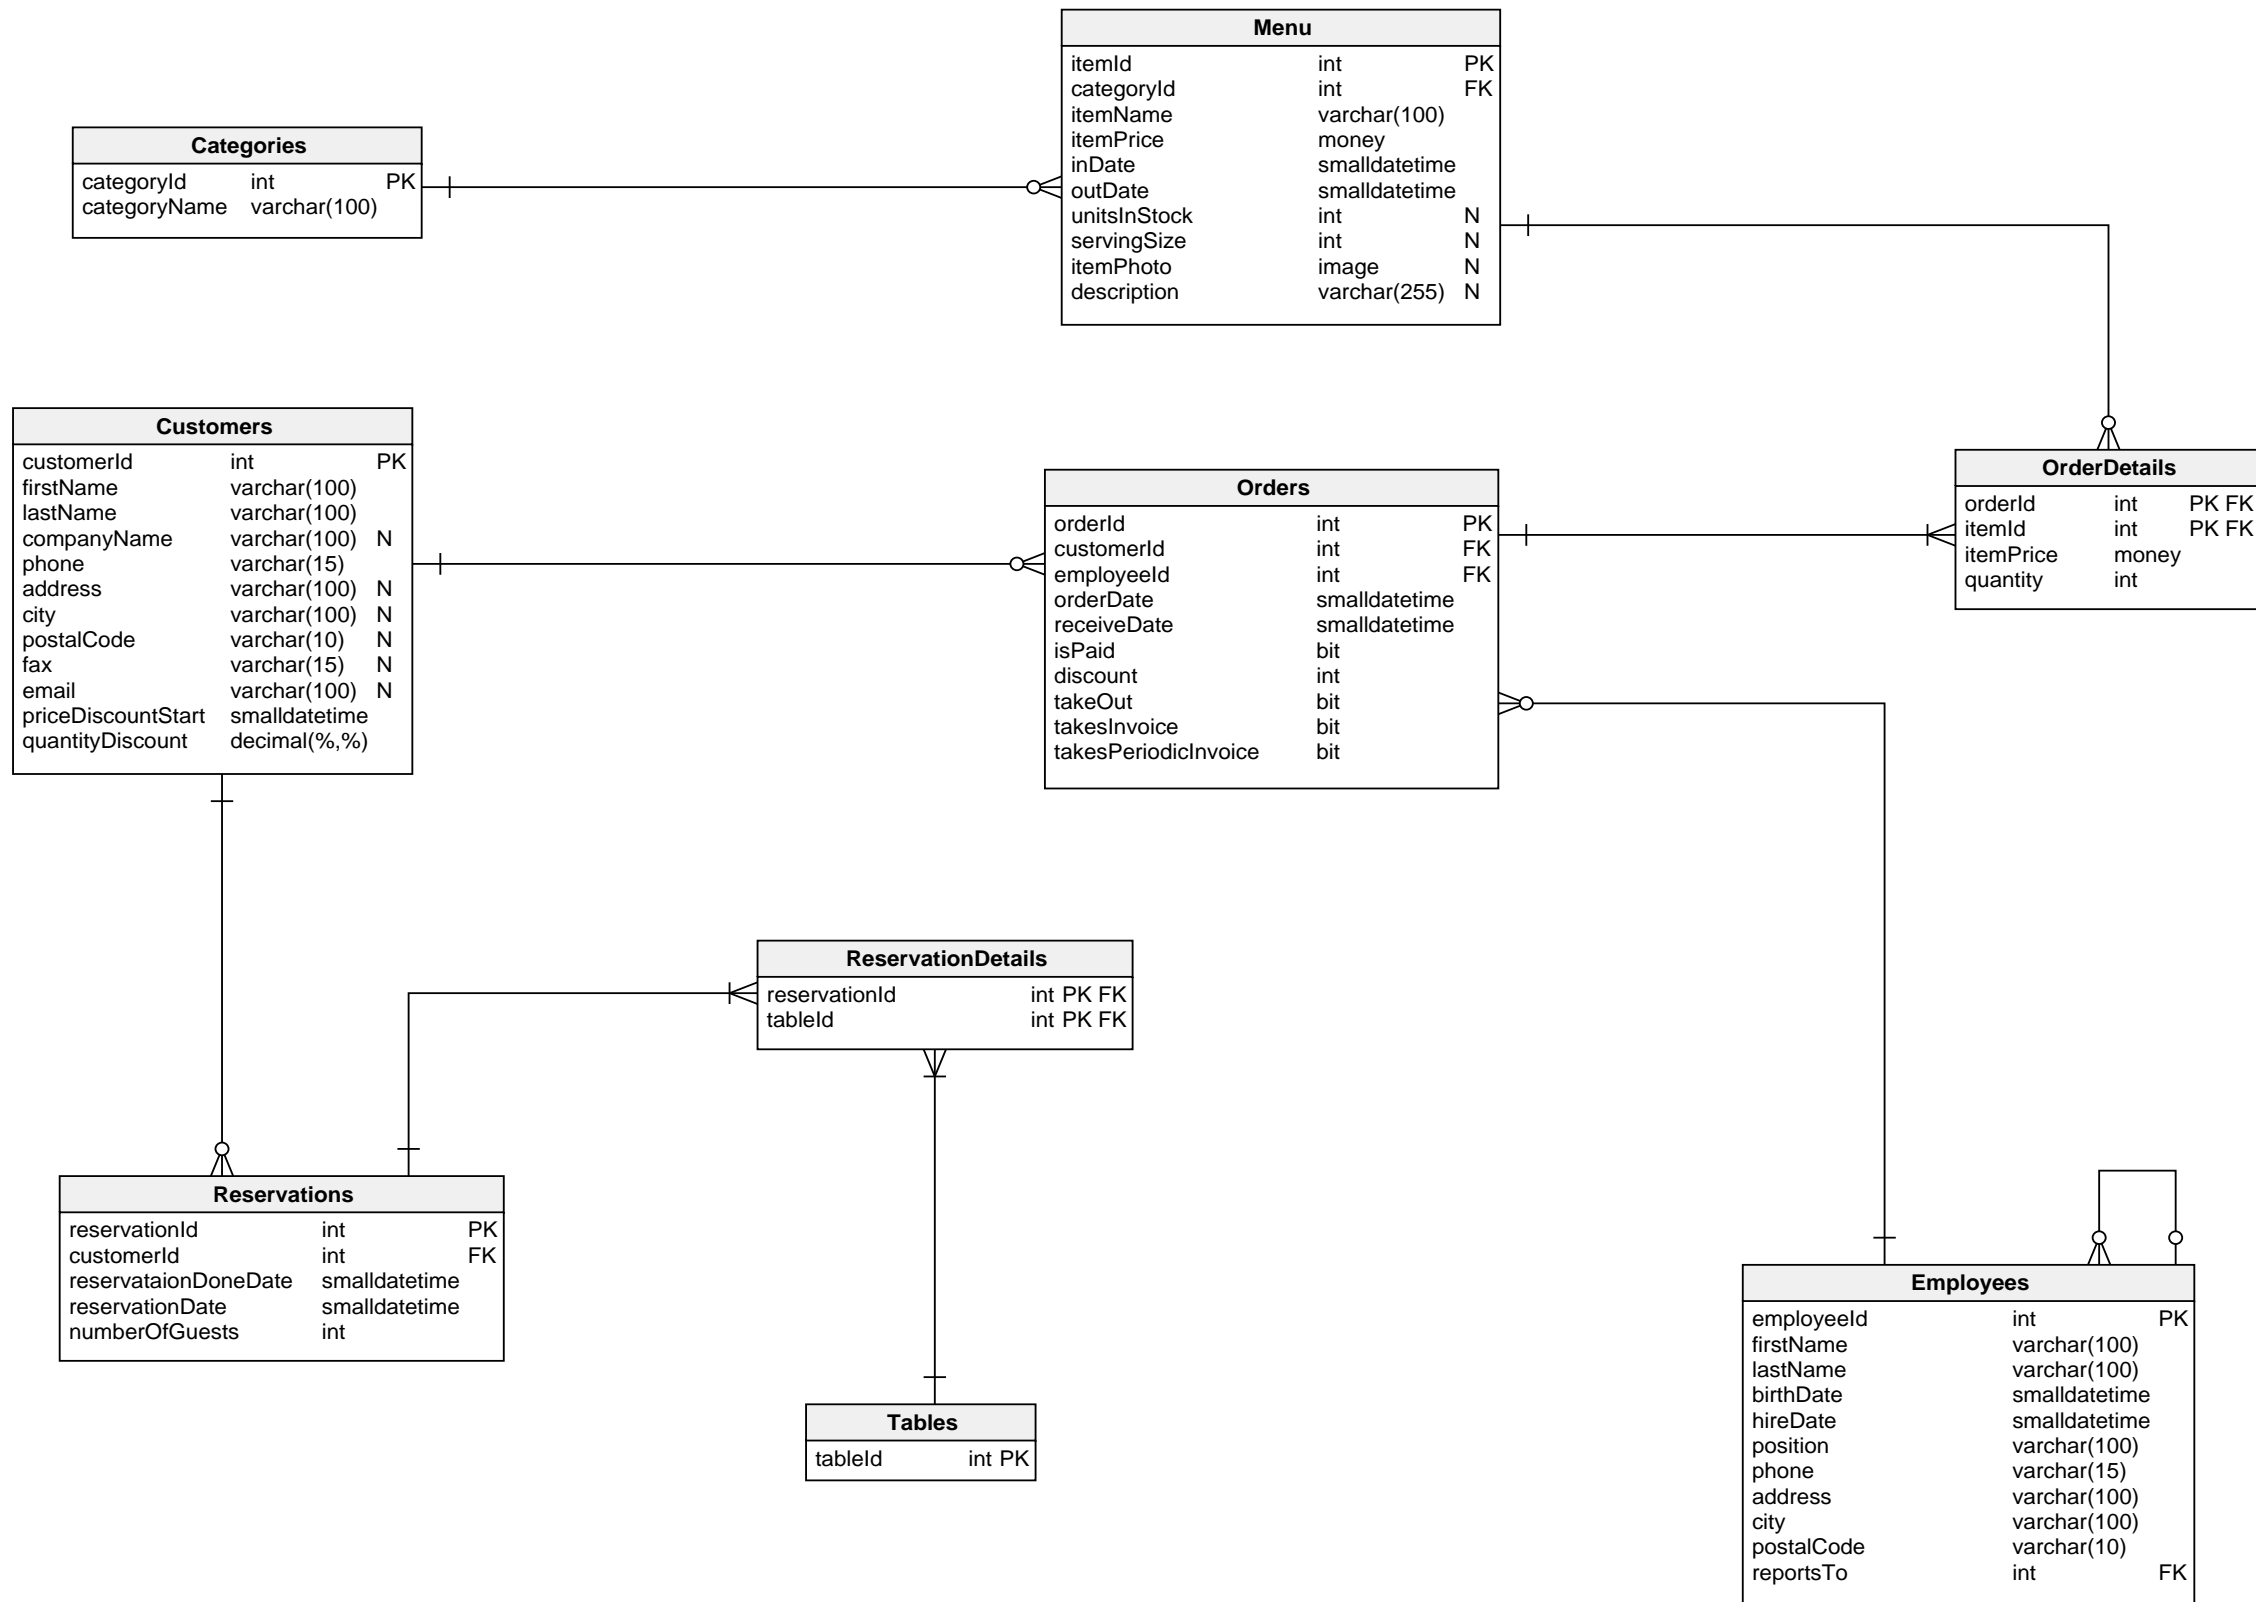 Menu
itemId int PK
categoryId int FK
itemName varchar(100)
itemPrice money
inDate smalldatetime
outDate smalldatetime
unitsInStock int N
servingSize int N
itemPhoto image N
description varchar(255) N
Categories
categoryId int PK
categoryName varchar(100)
Customers
customerId int PK
firstName varchar(100)
lastName varchar(100)
companyName varchar(100) N
phone varchar(15)
address varchar(100) N
city varchar(100) N
postalCode varchar(10) N
fax varchar(15) N
email varchar(100) N
priceDiscountStart smalldatetime
quantityDiscount decimal(%,%)
Orders
orderId int PK
customerId int FK
employeeId int FK
orderDate smalldatetime
receiveDate smalldatetime
isPaid bit
discount int
takeOut bit
takesInvoice bit
takesPeriodicInvoice bit
OrderDetails
orderId int PK FK
itemId int PK FK
itemPrice money
quantity int
ReservationDetails
reservationId int PK FK
tableId int PK FK
Reservations
reservationId int PK
customerId int FK
reservataionDoneDate smalldatetime
reservationDate smalldatetime
numberOfGuests int
Tables
tableId int PK
Employees
employeeId int PK
firstName varchar(100)
lastName varchar(100)
birthDate smalldatetime
hireDate smalldatetime
position varchar(100)
phone varchar(15)
address varchar(100)
city varchar(100)
postalCode varchar(10)
reportsTo int FK